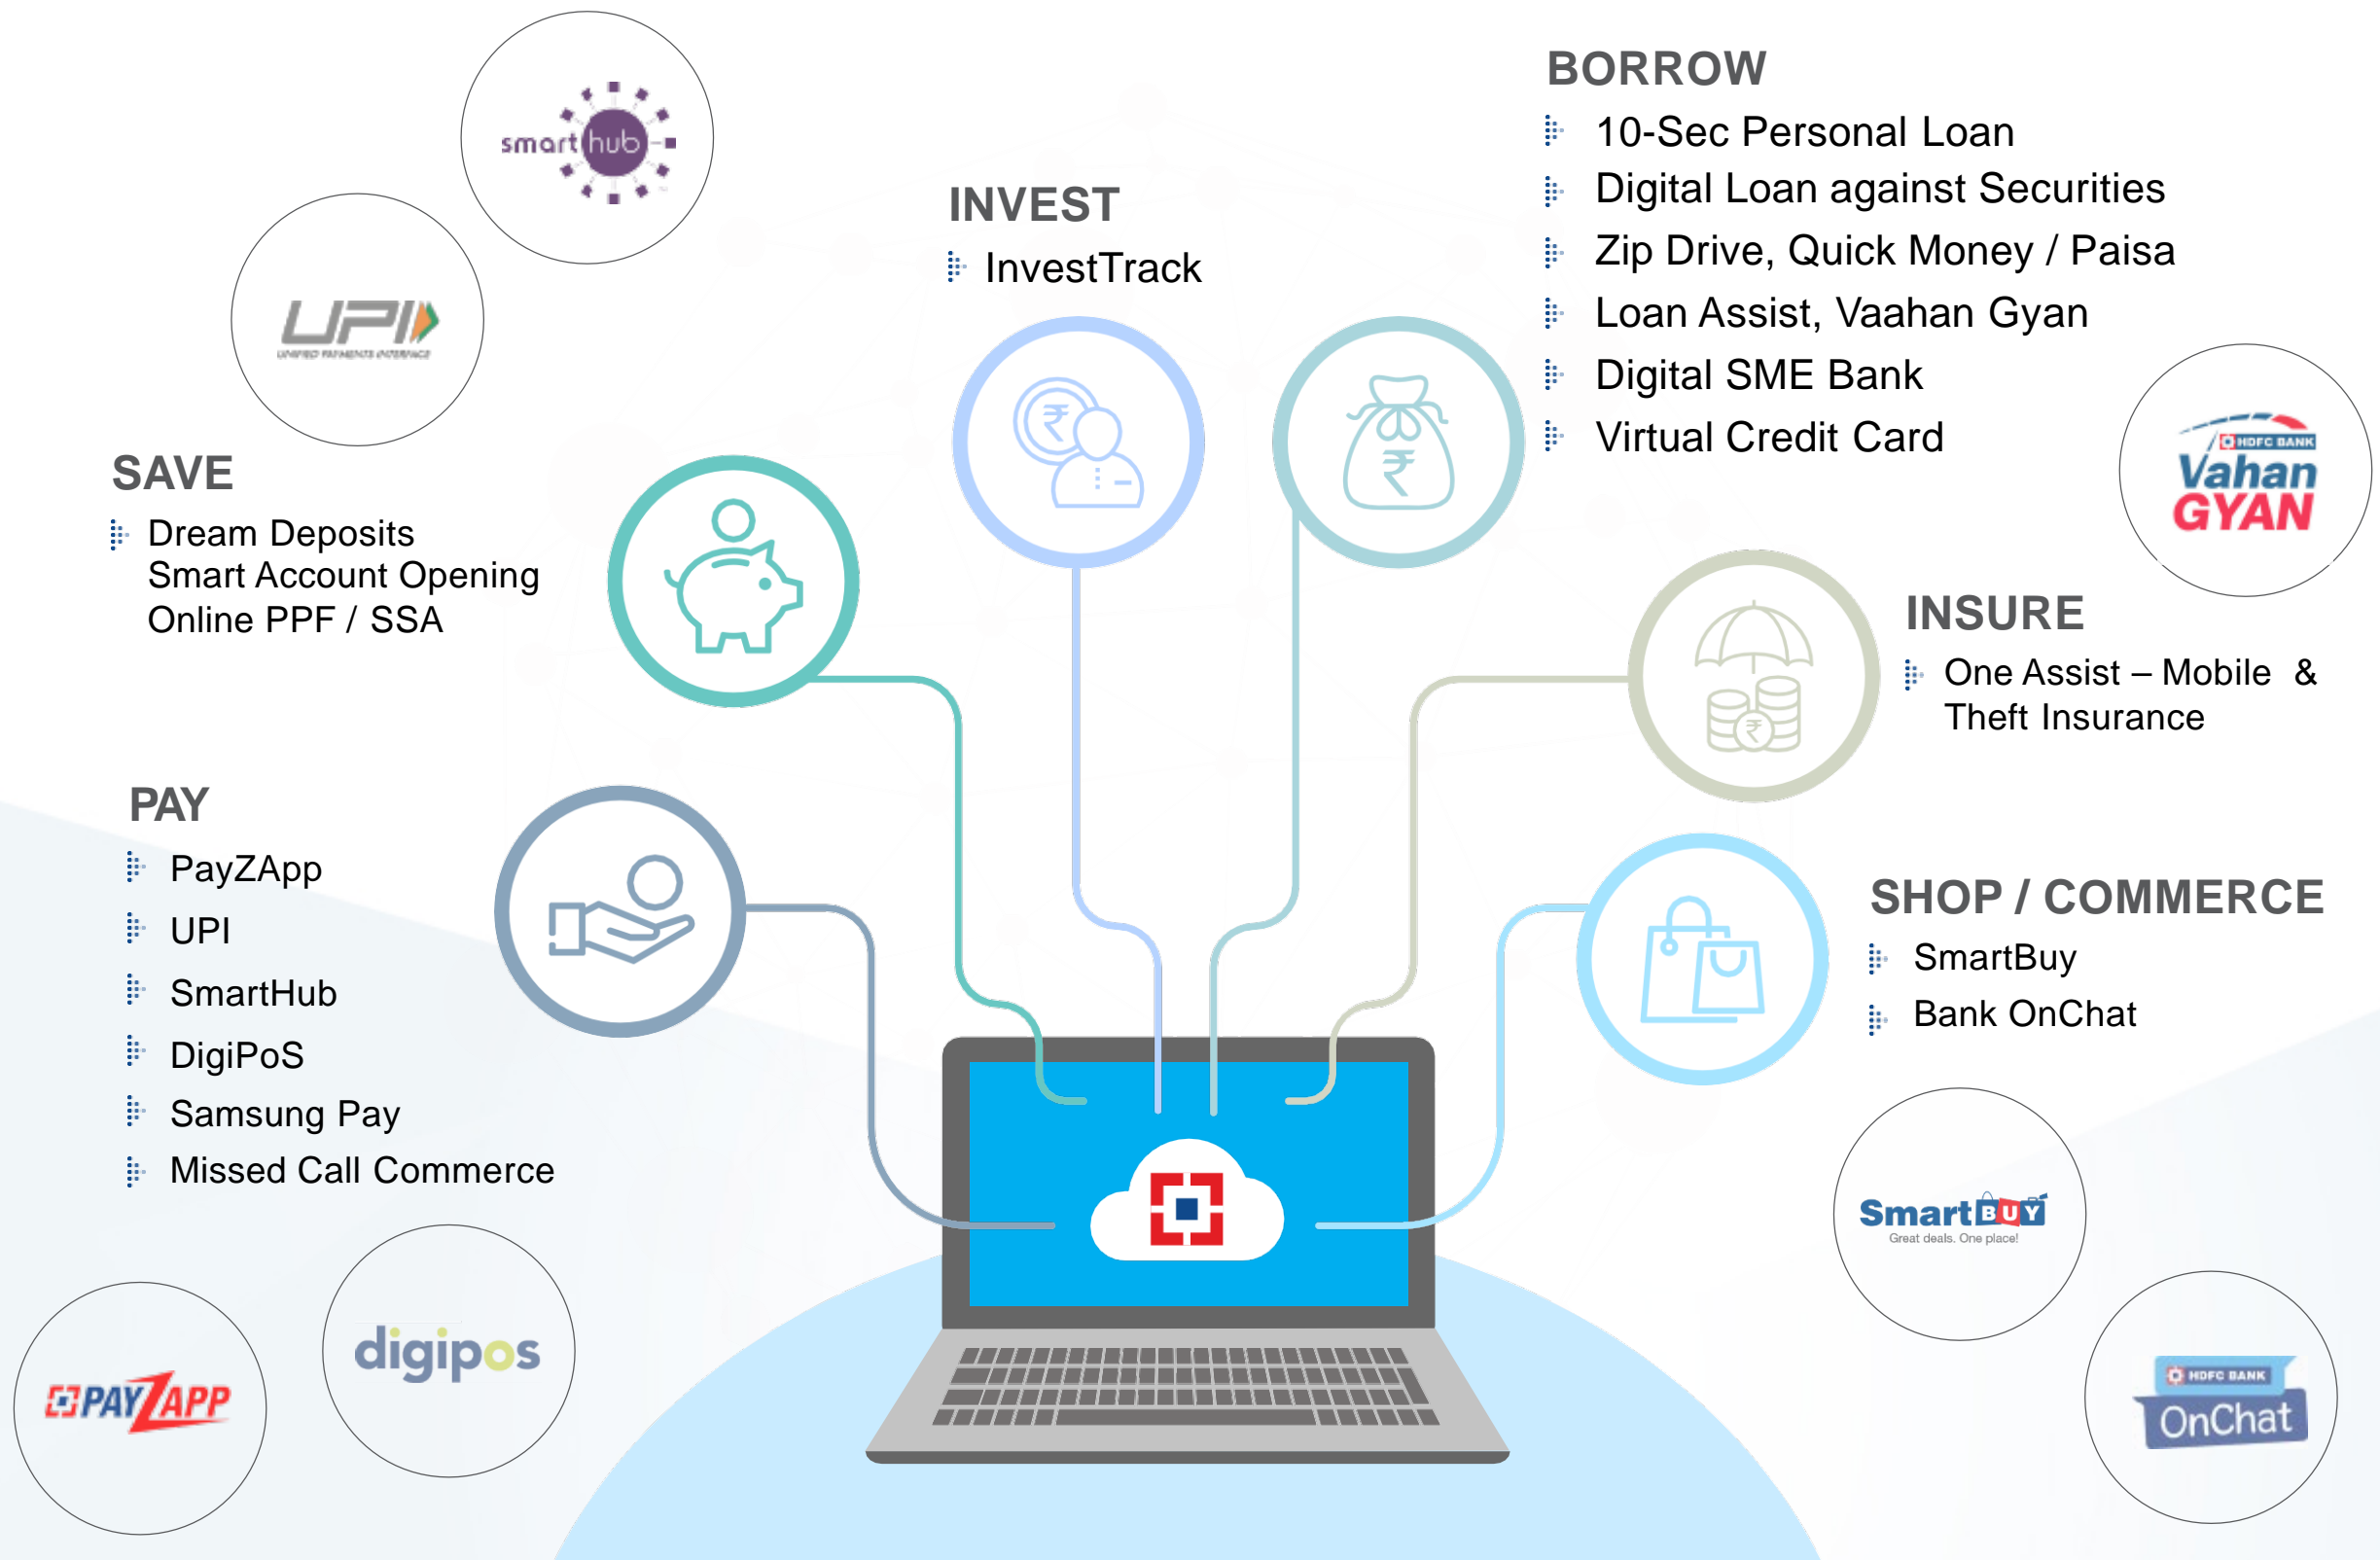 smart hub
UPI
UNIFIED PAYMENTS INTERFACE
SAVE
Dream Deposits
Smart Account Opening
Online PPF / SSA
PAY
PayZApp
UPI
SmartHub
DigiPoS
Samsung Pay
Missed Call Commerce
PAYZAPP
digipos
INVEST
InvestTrack
₹
BORROW
10-Sec Personal Loan
Digital Loan against Securities
Zip Drive, Quick Money / Paisa
Loan Assist, Vaahan Gyan
Digital SME Bank
Virtual Credit Card
₹
HDFC BANK
Vahan
GYAN
INSURE
One Assist – Mobile &
Theft Insurance
₹
SHOP / COMMERCE
SmartBuy
Bank OnChat
SmartBUY
Great deals. One place!
HDFC BANK
OnChat